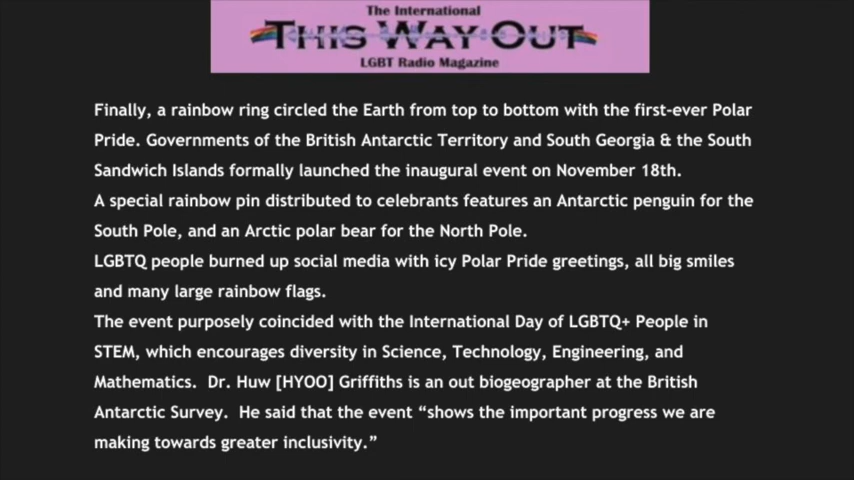 The International
THIS WAY OUT
LGBT Radio Magazine
Finally, a rainbow ring circled the Earth from top to bottom with the first-ever Polar
Pride. Governments of the British Antarctic Territory and South Georgia & the South
Sandwich Islands formally launched the inaugural event on November 18th.
A special rainbow pin distributed to celebrants features an Antarctic penguin for the
South Pole, and an Arctic polar bear for the North Pole.
LGBTQ people burned up social media with icy Polar Pride greetings, all big smiles
and many large rainbow flags.
The event purposely coincided with the International Day of LGBTQ+ People in
STEM, which encourages diversity in Science, Technology, Engineering, and
Mathematics.  Dr. Huw [HYOO] Griffiths is an out biogeographer at the British
Antarctic Survey.  He said that the event “shows the important progress we are
making towards greater inclusivity.”